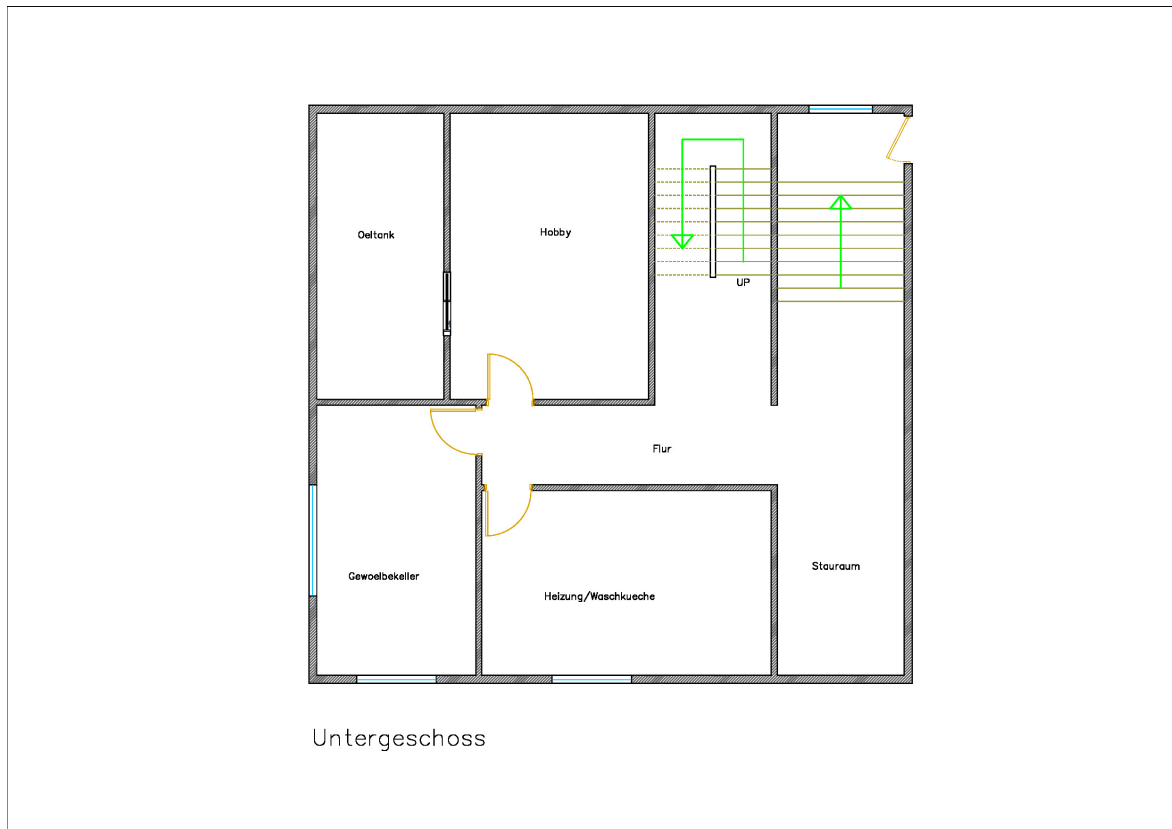 Oeltank
Hobby
UP
Flur
Gewoelbekeller
Heizung/Waschkueche
Stauraum
Untergeschoss